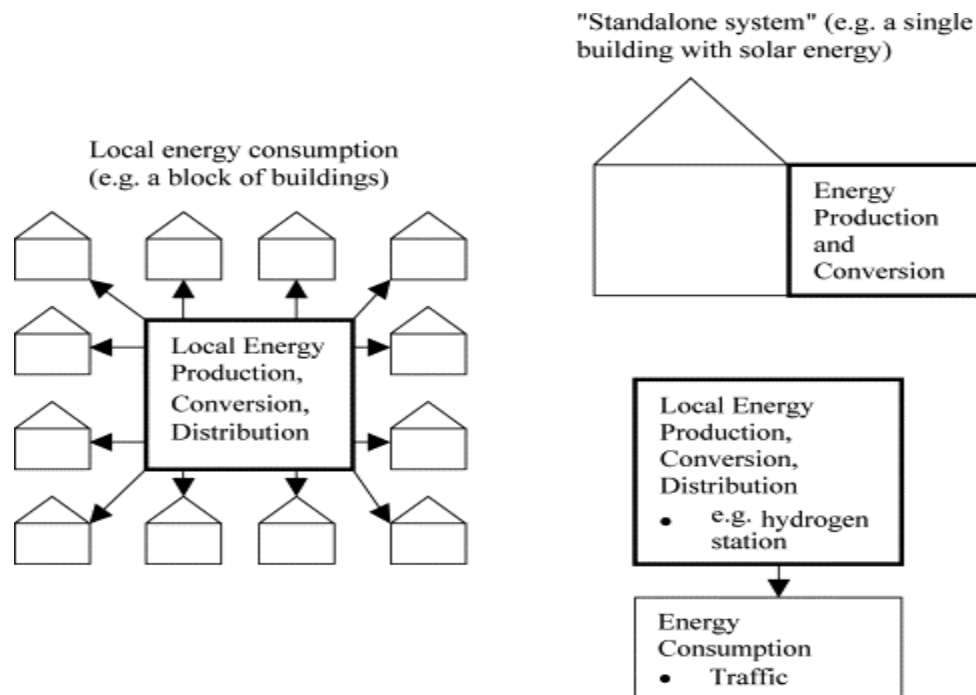 Local energy consumption
(e.g. a block of buildings)
Local Energy
Production,
Conversion,
Distribution
"Standalone system" (e.g. a single
building with solar energy)
Energy
Production
and
Conversion
Local Energy
Production,
Conversion,
Distribution
• e.g. hydrogen
station
Energy
Consumption
• Traffic